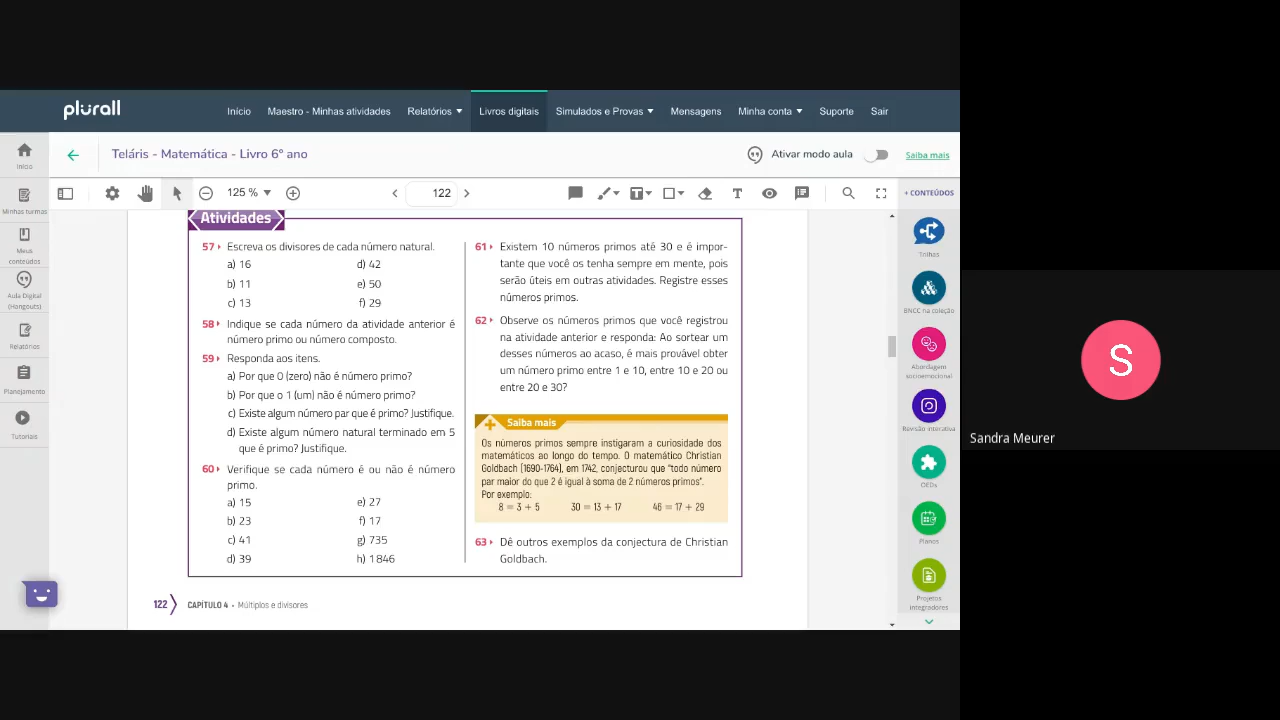 plurall
Início
Maestro - Minhas atividades
Relatórios
Livros digitais
Simulados e Provas
Mensagens
Minha conta
Suporte
Sair
Teláris - Matemática - Livro 6º ano
Ativar modo aula
Saiba mais
125 %
122
+ CONTEÚDOS
Início
Minhas turmas
Meus
conteúdos
Aula Digital
(Hangouts)
Relatórios
Planejamento
Tutoriais
Atividades
57 Escreva os divisores de cada número natural.
a) 16
d) 42
b) 11
e) 50
c) 13
f) 29
58 Indique se cada número da atividade anterior é
número primo ou número composto.
59 Responda aos itens.
a) Por que 0 (zero) não é número primo?
b) Por que o 1 (um) não é número primo?
c) Existe algum número par que é primo? Justifique.
d) Existe algum número natural terminado em 5
que é primo? Justifique.
60 Verifique se cada número é ou não é número
primo.
a) 15
e) 27
b) 23
f) 17
c) 41
g) 735
d) 39
h) 1 846
61 Existem 10 números primos até 30 e é impor-
tante que você os tenha sempre em mente, pois
serão úteis em outras atividades. Registre esses
números primos.
62 Observe os números primos que você registrou
na atividade anterior e responda: Ao sortear um
desses números ao acaso, é mais provável obter
um número primo entre 1 e 10, entre 10 e 20 ou
entre 20 e 30?
Saiba mais
Os números primos sempre instigaram a curiosidade dos
matemáticos ao longo do tempo. O matemático Christian
Goldbach (1690-1764), em 1742, conjecturou que "todo número
par maior do que 2 é igual à soma de 2 números primos".
Por exemplo:
8 = 3 + 5 30 = 13 + 17 46 = 17 + 29
63 Dê outros exemplos da conjectura de Christian
Goldbach.
122 CAPÍTULO 4 • Múltiplos e divisores
Trilhas
BNCC na coleção
Abordagem
socioemocional
Revisão Interativa
OEDs
Planos
Projetos
integradores
S
Sandra Meurer